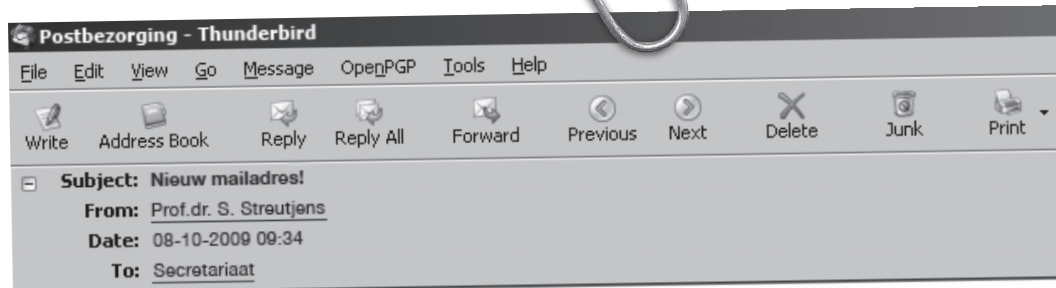 Postbezorging - Thunderbird
File Edit View Go Message OpenPGP Tools Help
Write Address Book Reply Reply All Forward Previous Next Delete Junk Print
Subject: Nieuw mailadres!
From: Prof.dr. S. Streutjens
Date: 08-10-2009 09:34
To: Secretariaat